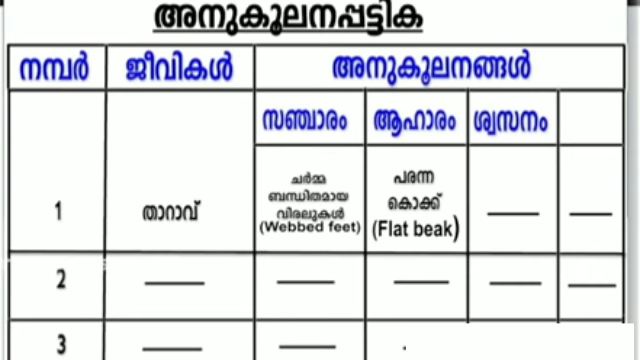 അനുകൂലനപ്പട്ടിക
നമ്പർ ജീവികൾ അനുകൂലനങ്ങൾ
സഞ്ചാരം ആഹാരം ശ്വസനം
1 താറാവ് ചർമ്മ ബന്ധിതമായ വിരലുകൾ (Webbed feet) പരന്ന കൊക്ക് (Flat beak) — —
2 — — — — —
3 — —